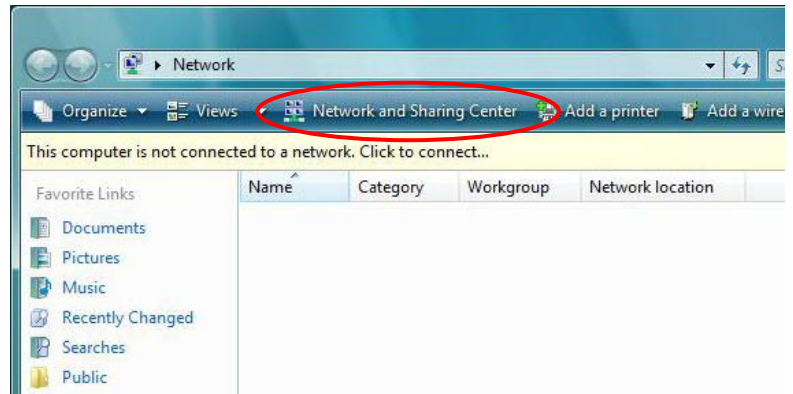 Network
Organize Views Network and Sharing Center Add a printer Add a wire
This computer is not connected to a network. Click to connect...
Favorite Links
Name Category Workgroup Network location
Documents
Pictures
Music
Recently Changed
Searches
Public